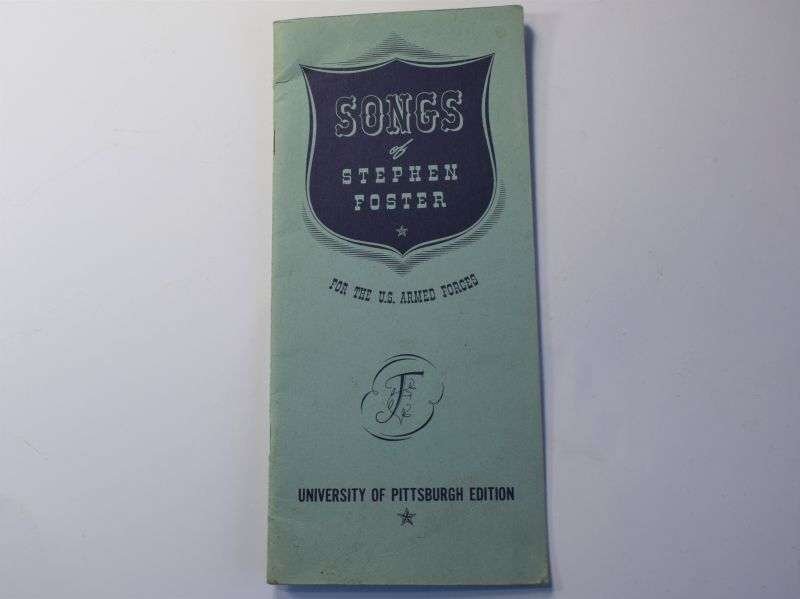 SONGS
of
STEPHEN
FOSTER
FOR THE U.S. ARMED FORCES
F
UNIVERSITY OF PITTSBURGH EDITION